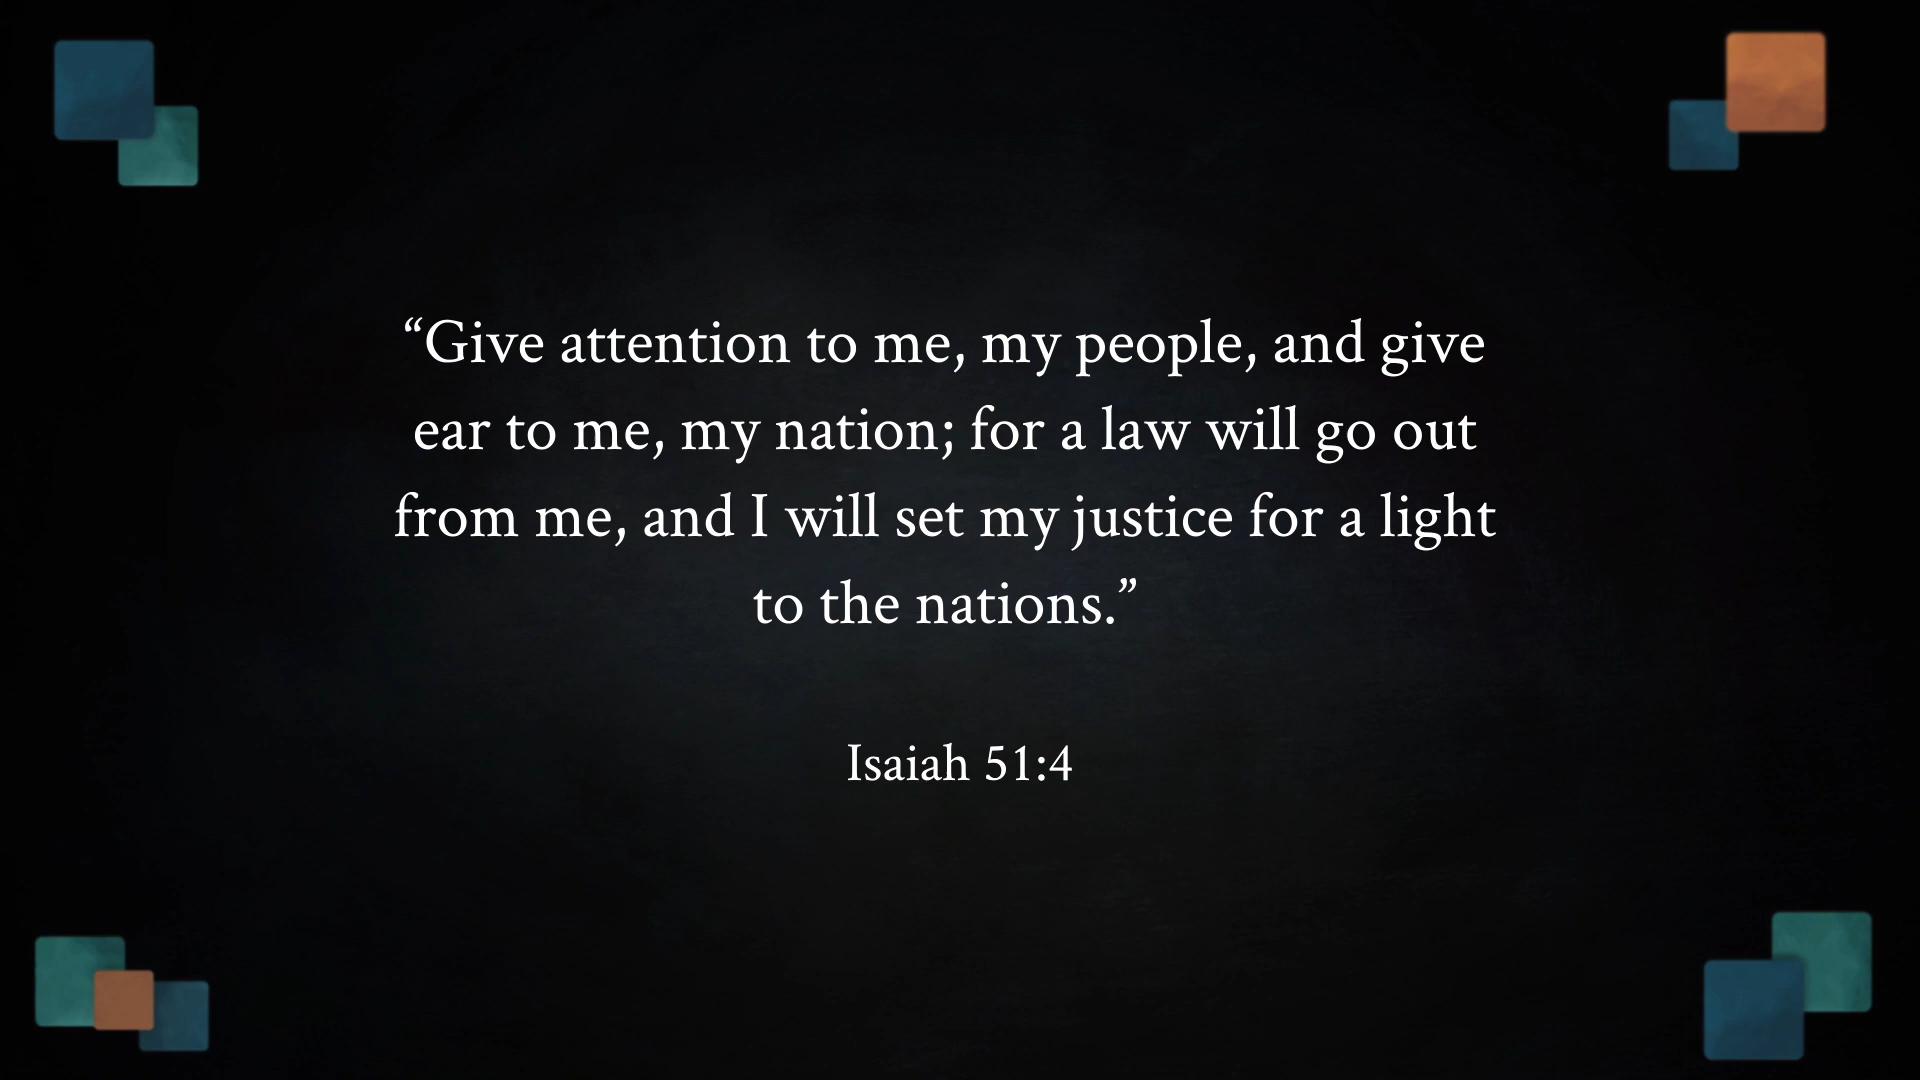 “Give attention to me, my people, and give
ear to me, my nation; for a law will go out
from me, and I will set my justice for a light
to the nations.”
Isaiah 51:4